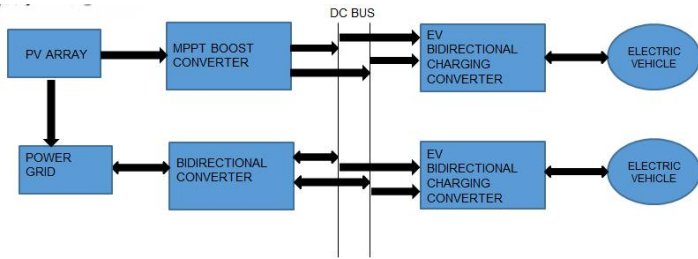 DC BUS
PV ARRAY
MPPT BOOST
CONVERTER
EV
BIDIRECTIONAL
CHARGING
CONVERTER
ELECTRIC
VEHICLE
POWER
GRID
BIDIRECTIONAL
CONVERTER
EV
BIDIRECTIONAL
CHARGING
CONVERTER
ELECTRIC
VEHICLE